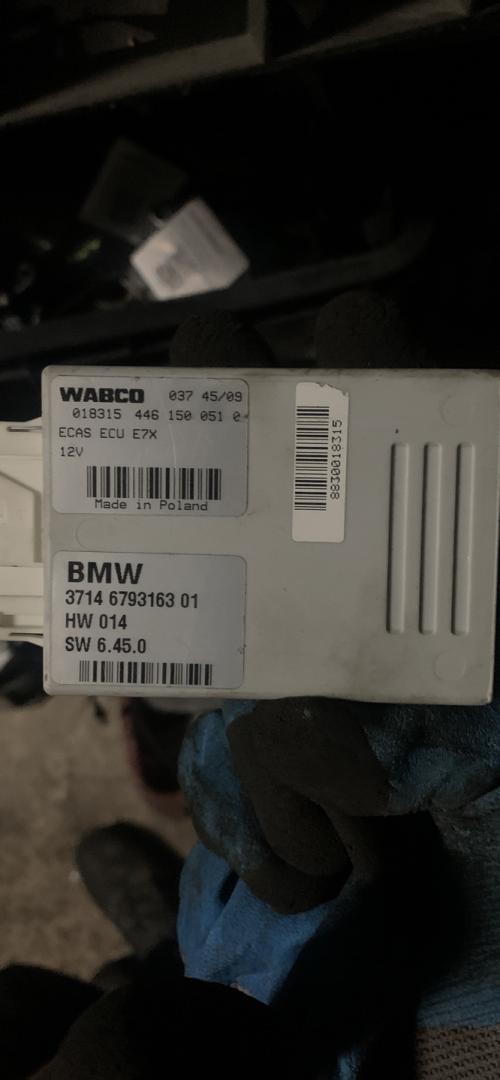 WABCO 037 45/09
018315 446 150 051 0
ECAS ECU E7X
12V
Made in Poland
8830018315
BMW
3714 6793163 01
HW 014
SW 6.45.0